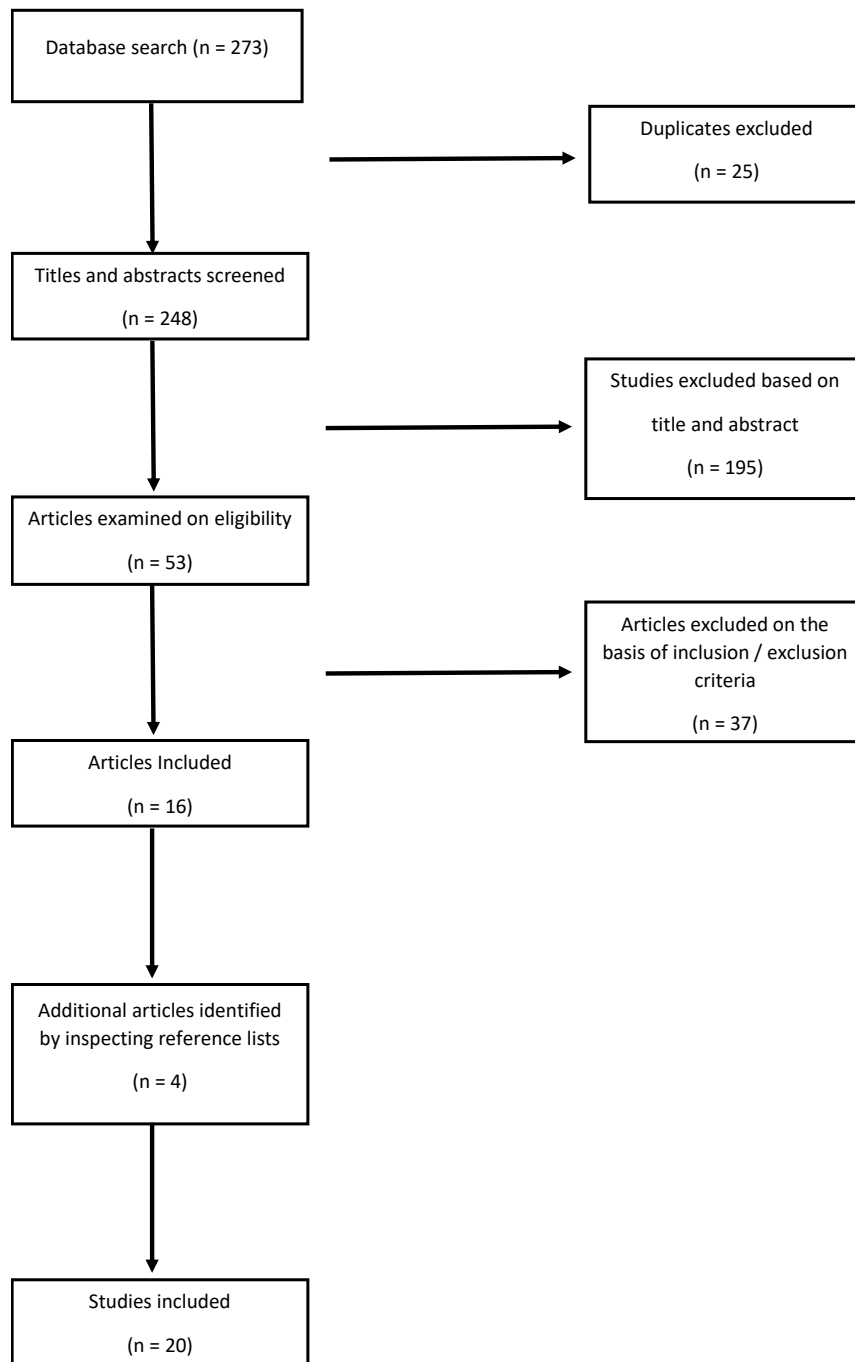 Database search (n = 273)
Duplicates excluded
(n = 25)
Titles and abstracts screened
(n = 248)
Studies excluded based on
title and abstract
(n = 195)
Articles examined on eligibility
(n = 53)
Articles excluded on the
basis of inclusion / exclusion
criteria
(n = 37)
Articles Included
(n = 16)
Additional articles identified
by inspecting reference lists
(n = 4)
Studies included
(n = 20)